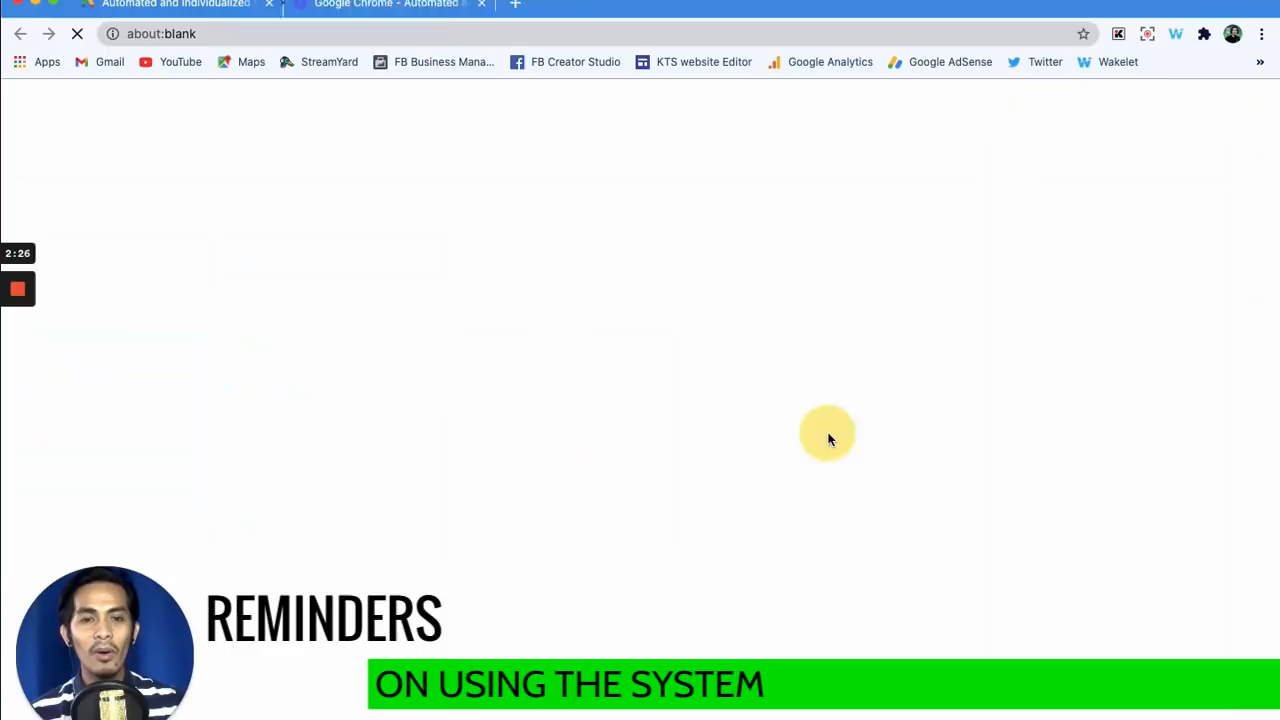 Automated and Individualized
Google Chrome - Automated
about:blank
Apps
Gmail
YouTube
Maps
StreamYard
FB Business Mana...
FB Creator Studio
KTS website Editor
Google Analytics
Google AdSense
Twitter
Wakelet
»
2:26
REMINDERS
ON USING THE SYSTEM